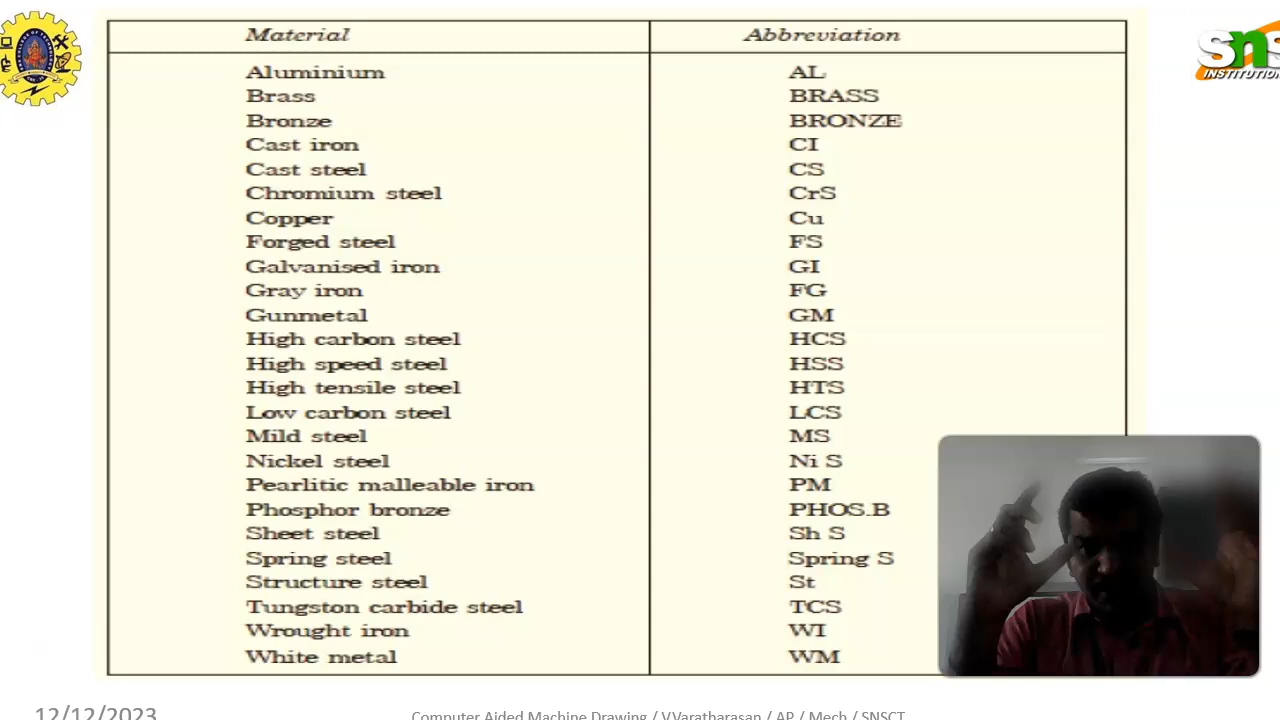 Material Abbreviation
Aluminium AL
Brass BRASS
Bronze BRONZE
Cast iron CI
Cast steel CS
Chromium steel CrS
Copper Cu
Forged steel FS
Galvanised iron GI
Gray iron FG
Gunmetal GM
High carbon steel HCS
High speed steel HSS
High tensile steel HTS
Low carbon steel LCS
Mild steel MS
Nickel steel Ni S
Pearlitic malleable iron PM
Phosphor bronze PHOS.B
Sheet steel Sh S
Spring steel Spring S
Structure steel St
Tungston carbide steel TCS
Wrought iron WI
White metal WM
SNS
INSTITUTION
12/12/2023
Computer Aided Machine Drawing / V.Varatharasan / AP / Mech / SNSCT